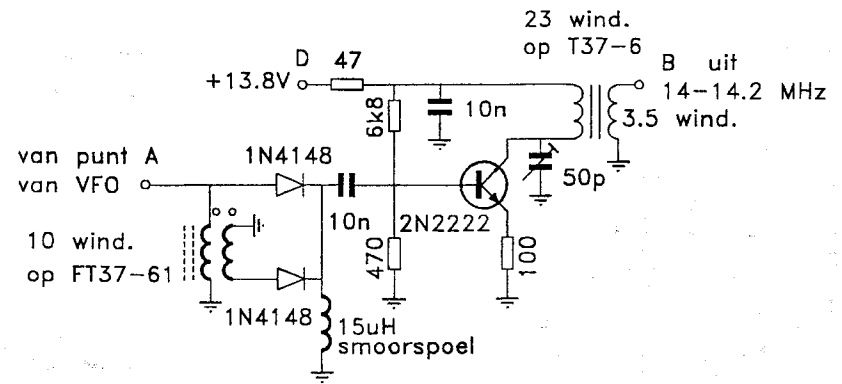 23 wind.
op T37-6
D 47
B uit
+13.8V
14-14.2 MHz
6k8
10n
3.5 wind.
van punt A
1N4148
van VFO
50p
10n
2N2222
10 wind.
op FT37-61
470
100
1N4148
15uH
smoorspoel